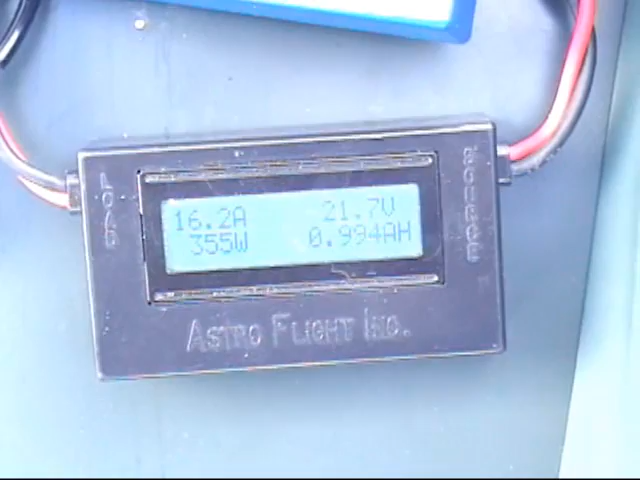 LOAD
16.2A 21.7V
355W 0.994AH
SOURCE
ASTRO FLIGHT INC.